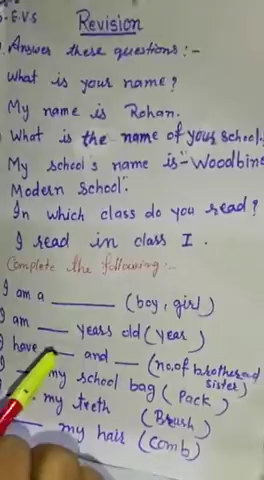 E.V.S Revision
Answer these questions:-
What is your name?
My name is Rohan.
What is the name of your school.
My school's name is "Woodbine
Modern School".
In which class do you read?
I read in class I.
Complete the following:-
I am a ______ (boy, girl)
I am ___ years old (year)
I have ___ and ___ (no. of brother and
sister)
my school bag (Pack)
my teeth (Brush)
___ my hair (Comb)